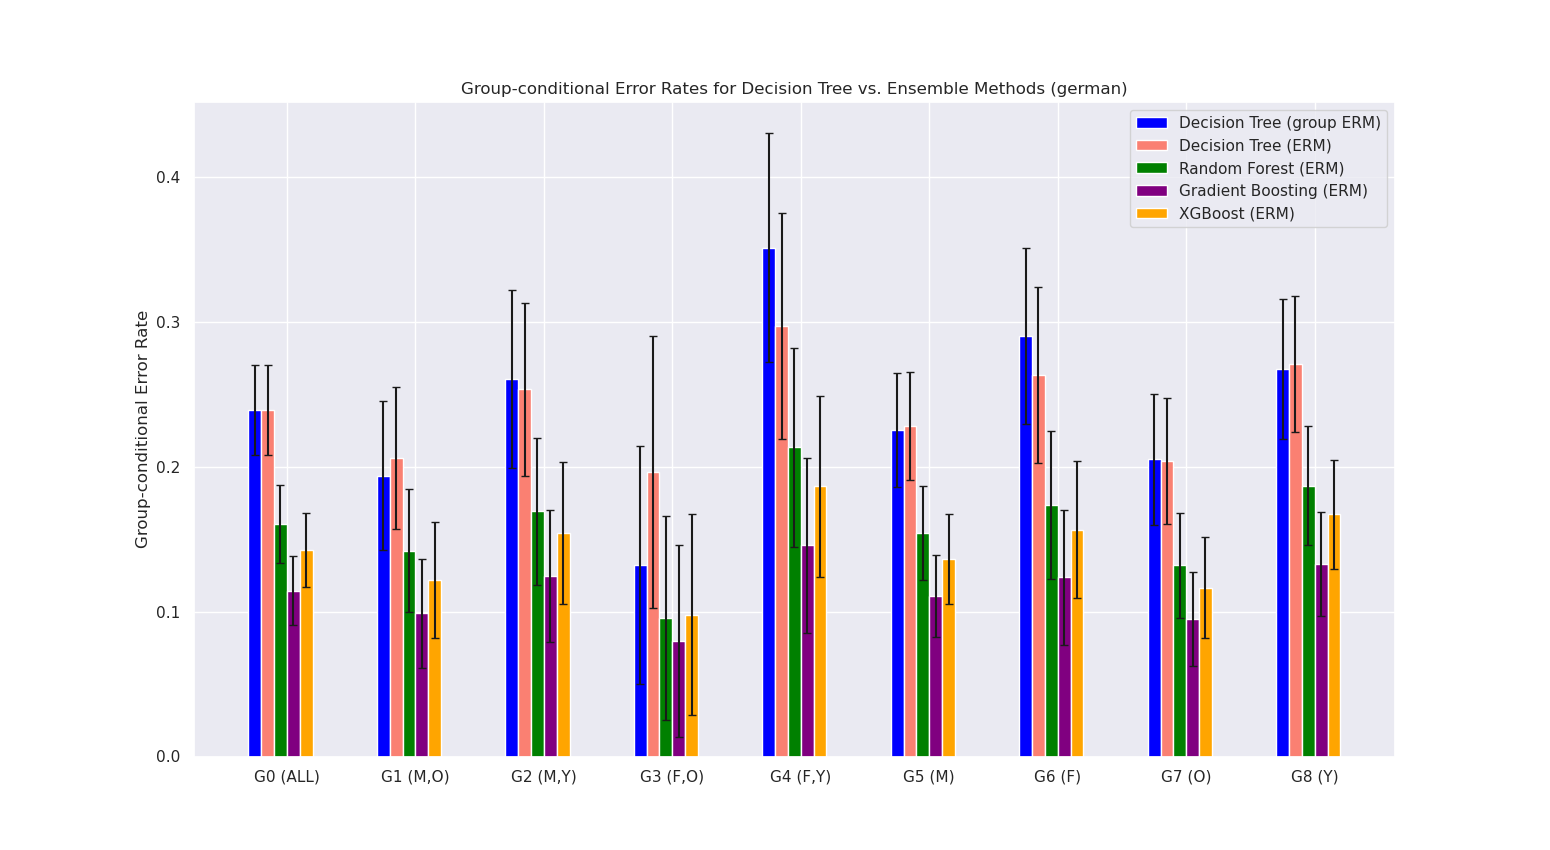 Group-conditional Error Rates for Decision Tree vs. Ensemble Methods (german)
Decision Tree (group ERM)
Decision Tree (ERM)
Random Forest (ERM)
Gradient Boosting (ERM)
XGBoost (ERM)
Group-conditional Error Rate
0.4
0.3
0.2
0.1
0.0
G0 (ALL) G1 (M,O) G2 (M,Y) G3 (F,O) G4 (F,Y) G5 (M) G6 (F) G7 (O) G8 (Y)